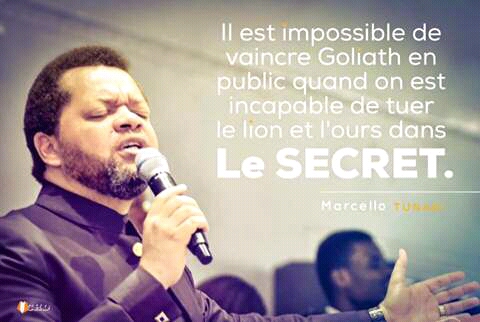 Il est impossible de
vaincre Goliath en
public quand on est
incapable de tuer
le lion et l'ours dans
Le SECRET.
Marcello